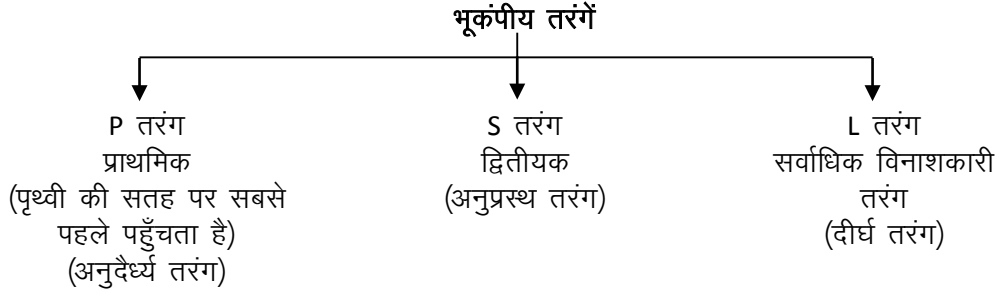 भूकंपीय तरंगें
P तरंग
प्राथमिक
(पृथ्वी की सतह पर सबसे
पहले पहुँचता है)
(अनुदैर्ध्य तरंग)
S तरंग
द्वितीयक
(अनुप्रस्थ तरंग)
L तरंग
सर्वाधिक विनाशकारी
तरंग
(दीर्घ तरंग)